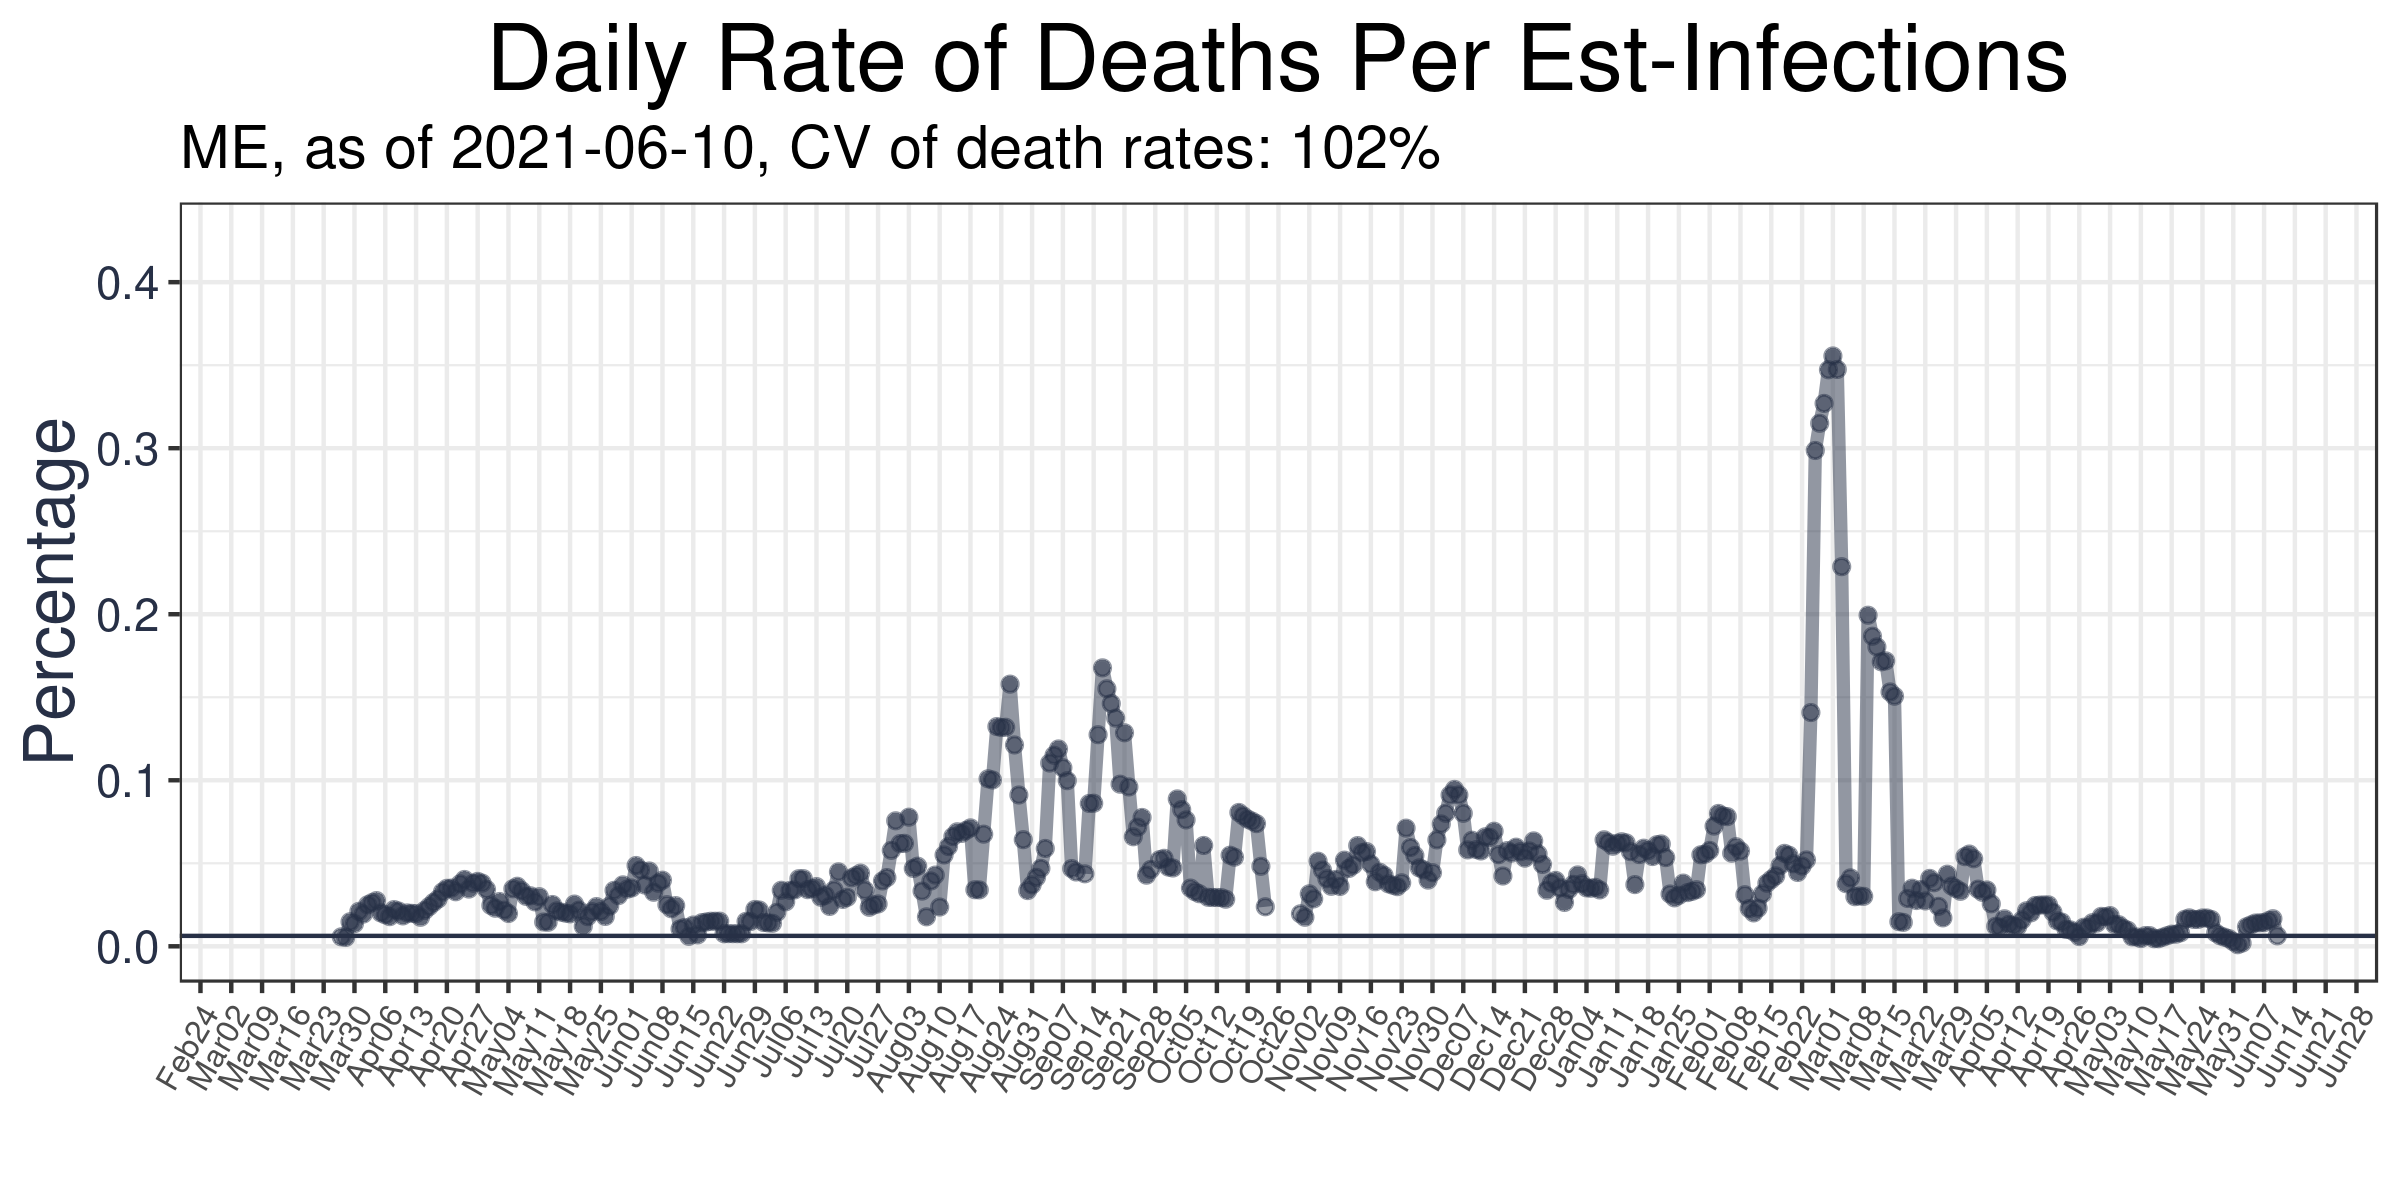 Daily Rate of Deaths Per Est-Infections
ME, as of 2021-06-10, CV of death rates: 102%
Percentage
0.4
0.3
0.2
0.1
0.0
Feb24
Mar02
Mar09
Mar16
Mar23
Mar30
Apr06
Apr13
Apr20
Apr27
May04
May11
May18
May25
Jun01
Jun08
Jun15
Jun22
Jun29
Jul06
Jul13
Jul20
Jul27
Aug03
Aug10
Aug17
Aug24
Aug31
Sep07
Sep14
Sep21
Sep28
Oct05
Oct12
Oct19
Oct26
Nov02
Nov09
Nov16
Nov23
Nov30
Dec07
Dec14
Dec21
Dec28
Jan04
Jan11
Jan18
Jan25
Feb01
Feb08
Feb15
Feb22
Mar01
Mar08
Mar15
Mar22
Mar29
Apr05
Apr12
Apr19
Apr26
May03
May10
May17
May24
May31
Jun07
Jun14
Jun21
Jun28